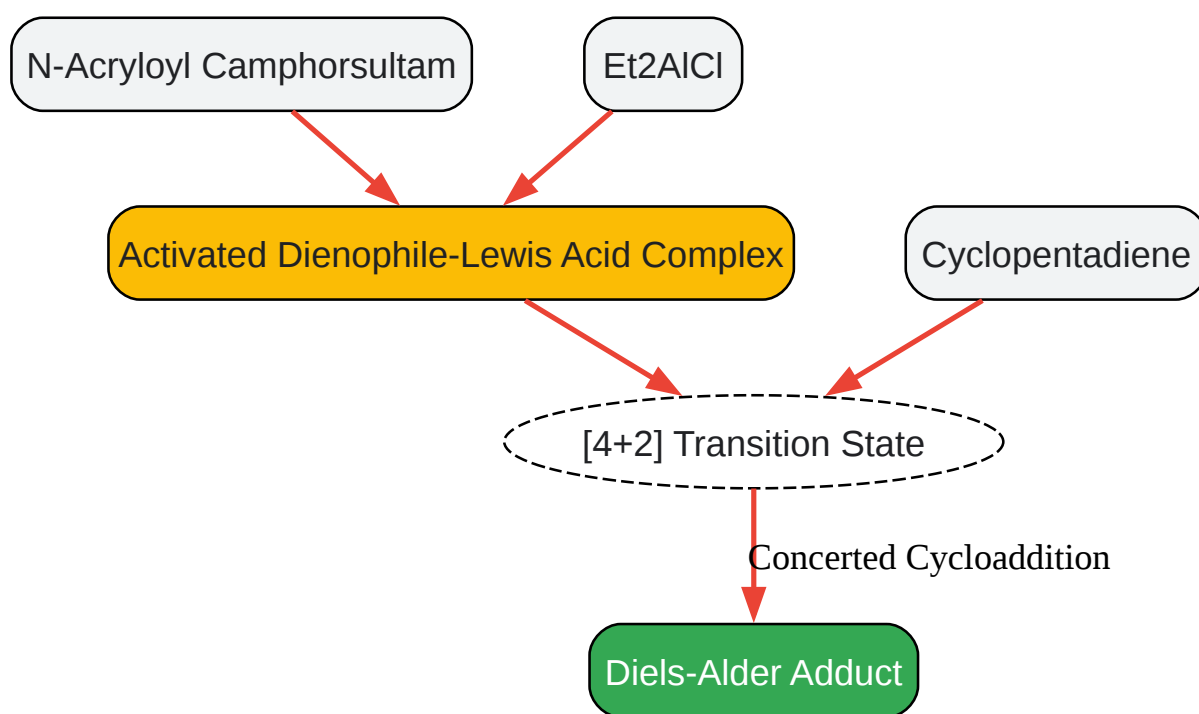 N-Acryloyl Camphorsultam
Et2AlCl
Activated Dienophile-Lewis Acid Complex
Cyclopentadiene
[4+2] Transition State
Concerted Cycloaddition
Diels-Alder Adduct